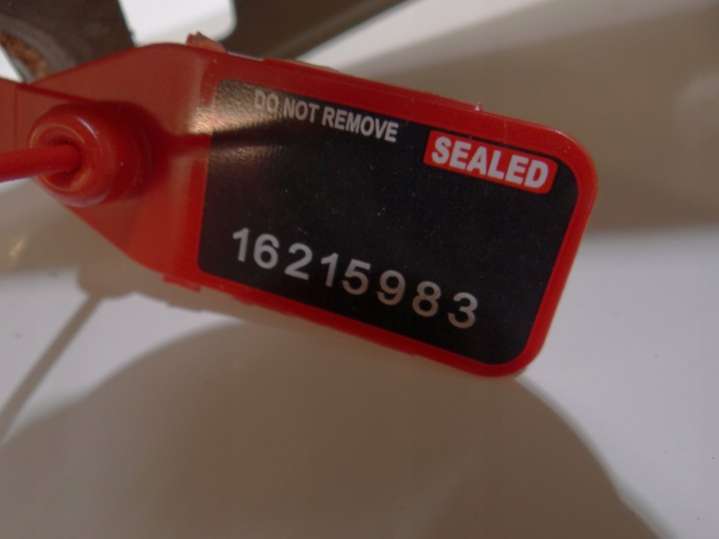 DO NOT REMOVE
SEALED
16215983